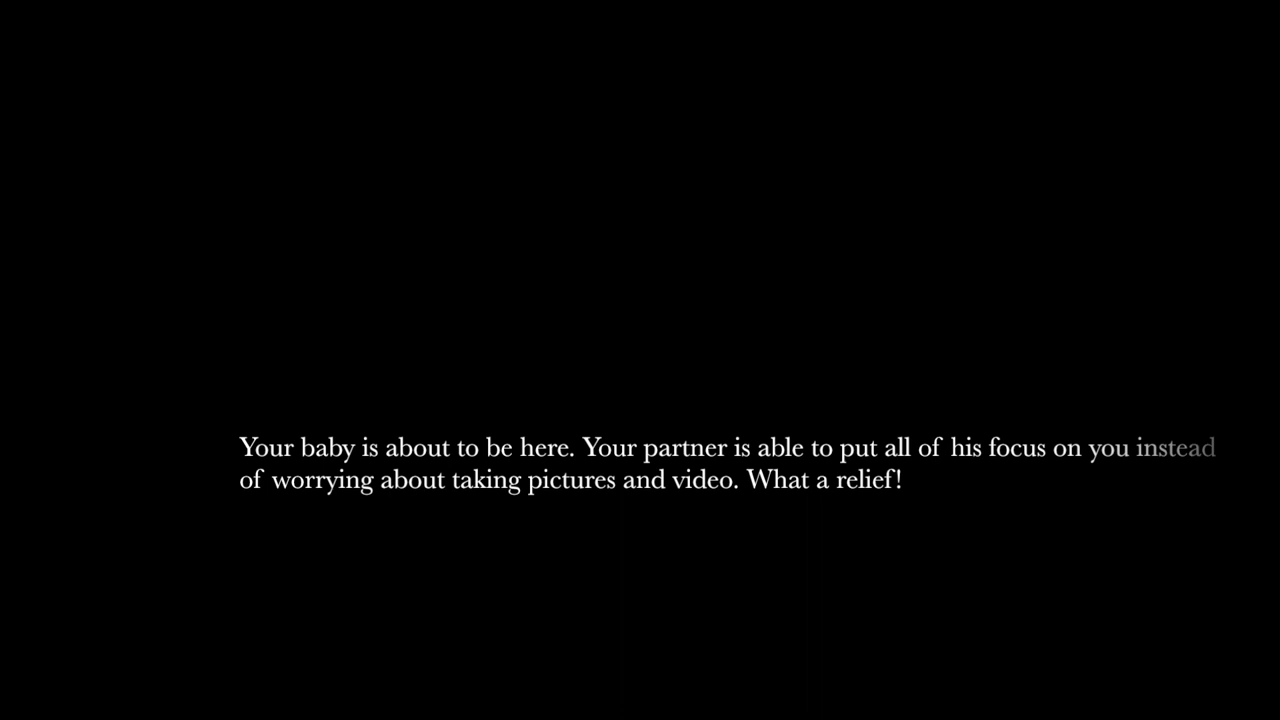 Your baby is about to be here. Your partner is able to put all of his focus on you instead
of worrying about taking pictures and video. What a relief!